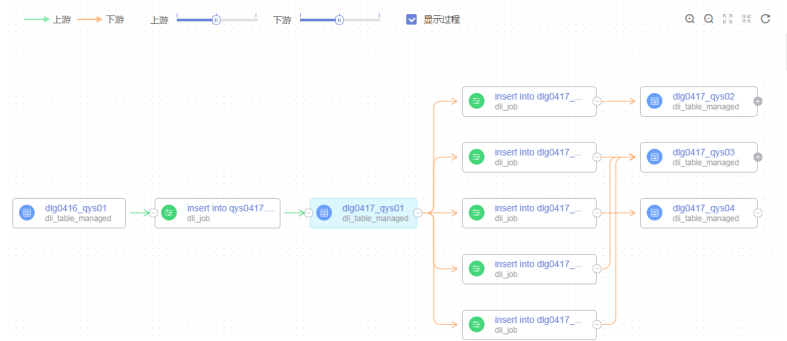 上游
下游
上游
下游
显示过程
insert into dlg0417_...
dli_job
dlg0417_qys02
dli_table_managed
insert into dlg0417_...
dli_job
dlg0417_qys03
dli_table_managed
dlg0416_qys01
dli_table_managed
insert into qys0417....
dli_job
dlg0417_qys01
dli_table_managed
insert into dlg0417_...
dli_job
dlg0417_qys04
dli_table_managed
insert into dlg0417_...
dli_job
insert into dlg0417_...
dli_job